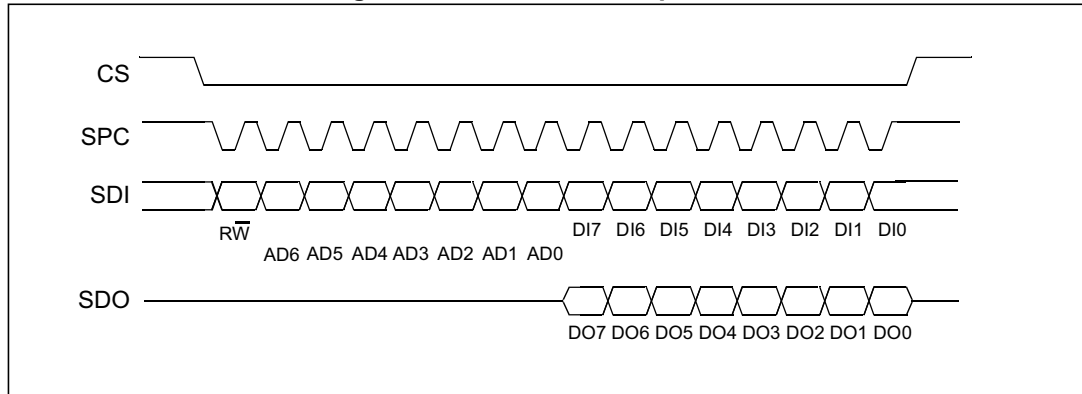 CS
SPC
SDI
RW̅ DI7 DI6 DI5 DI4 DI3 DI2 DI1 DI0
AD6 AD5 AD4 AD3 AD2 AD1 AD0
SDO
DO7 DO6 DO5 DO4 DO3 DO2 DO1 DO0